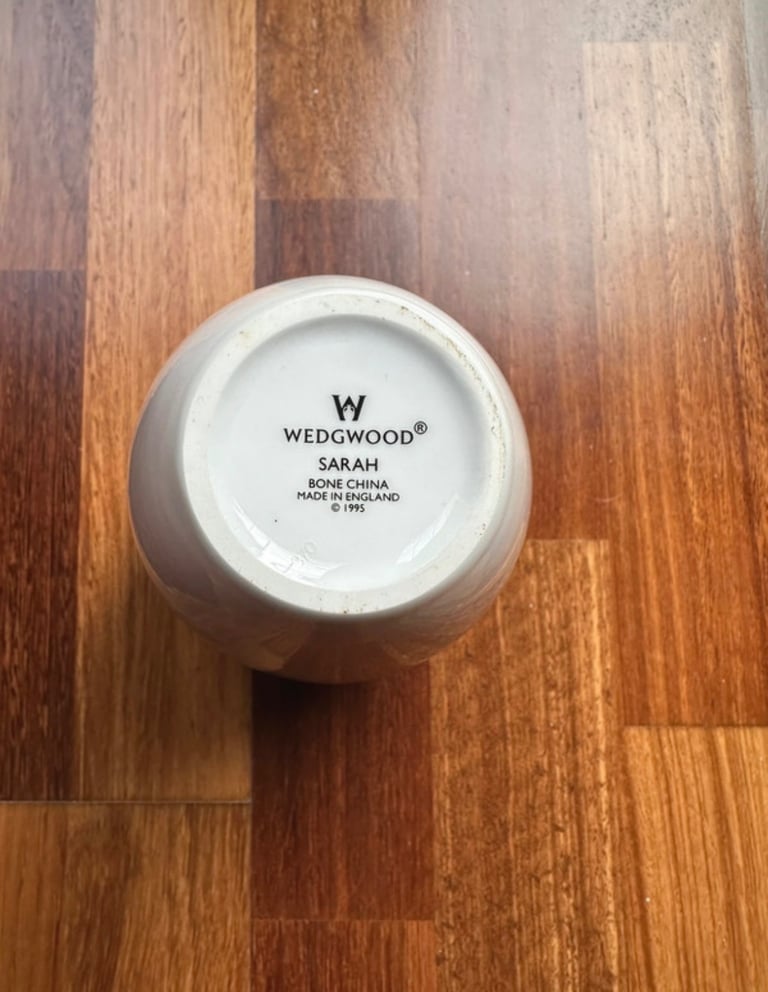 W
WEDGWOOD®
SARAH
BONE CHINA
MADE IN ENGLAND
© 1995